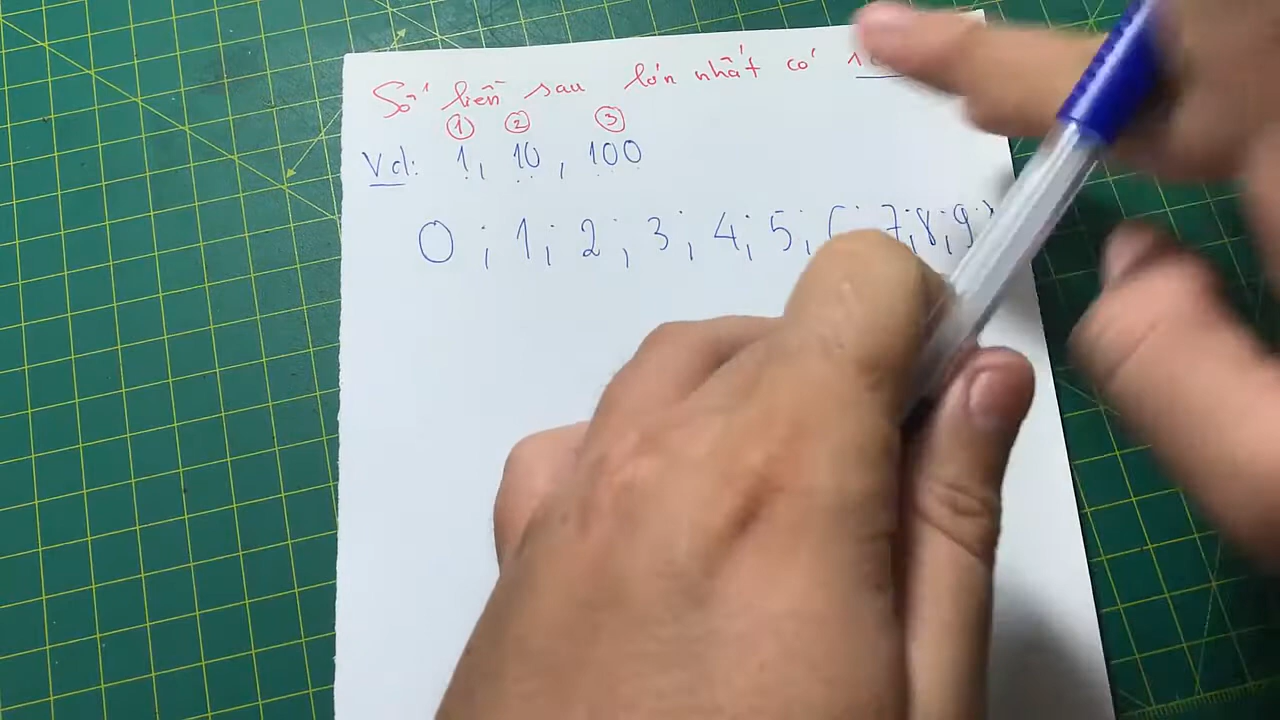 Số liền sau lớn nhất có
① ② ③
Vd: 1, 10, 100
0 ; 1 ; 2 ; 3 ; 4 ; 5 ; 7 ; 8 ; 9 ;